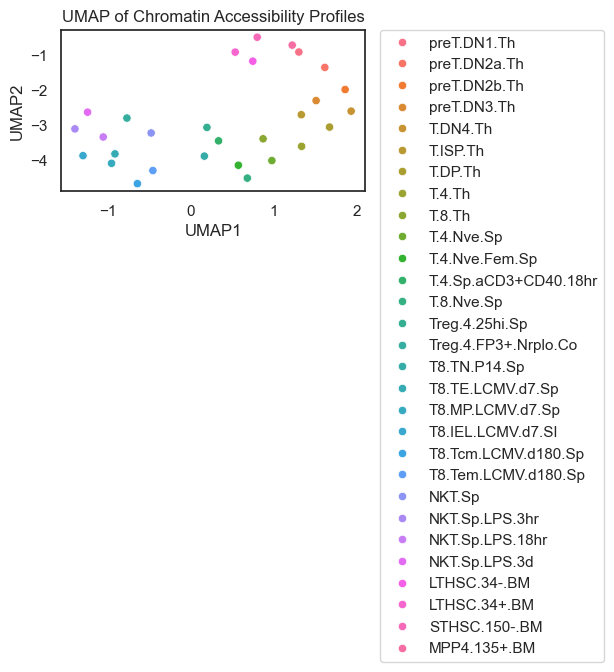 UMAP of Chromatin Accessibility Profiles
UMAP2
−1
−2
−3
−4
−1
0
1
2
UMAP1
preT.DN1.Th
preT.DN2a.Th
preT.DN2b.Th
preT.DN3.Th
T.DN4.Th
T.ISP.Th
T.DP.Th
T.4.Th
T.8.Th
T.4.Nve.Sp
T.4.Nve.Fem.Sp
T.4.Sp.aCD3+CD40.18hr
T.8.Nve.Sp
Treg.4.25hi.Sp
Treg.4.FP3+.Nrplo.Co
T8.TN.P14.Sp
T8.TE.LCMV.d7.Sp
T8.MP.LCMV.d7.Sp
T8.IEL.LCMV.d7.SI
T8.Tcm.LCMV.d180.Sp
T8.Tem.LCMV.d180.Sp
NKT.Sp
NKT.Sp.LPS.3hr
NKT.Sp.LPS.18hr
NKT.Sp.LPS.3d
LTHSC.34-.BM
LTHSC.34+.BM
STHSC.150-.BM
MPP4.135+.BM